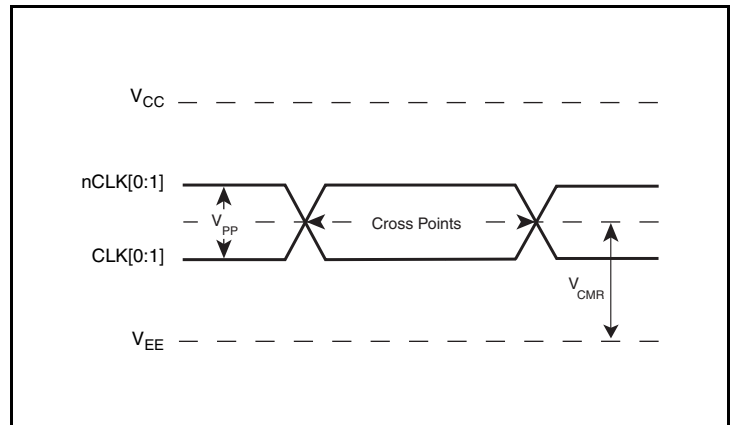 VCC
nCLK[0:1]
VPP
Cross Points
CLK[0:1]
VCMR
VEE